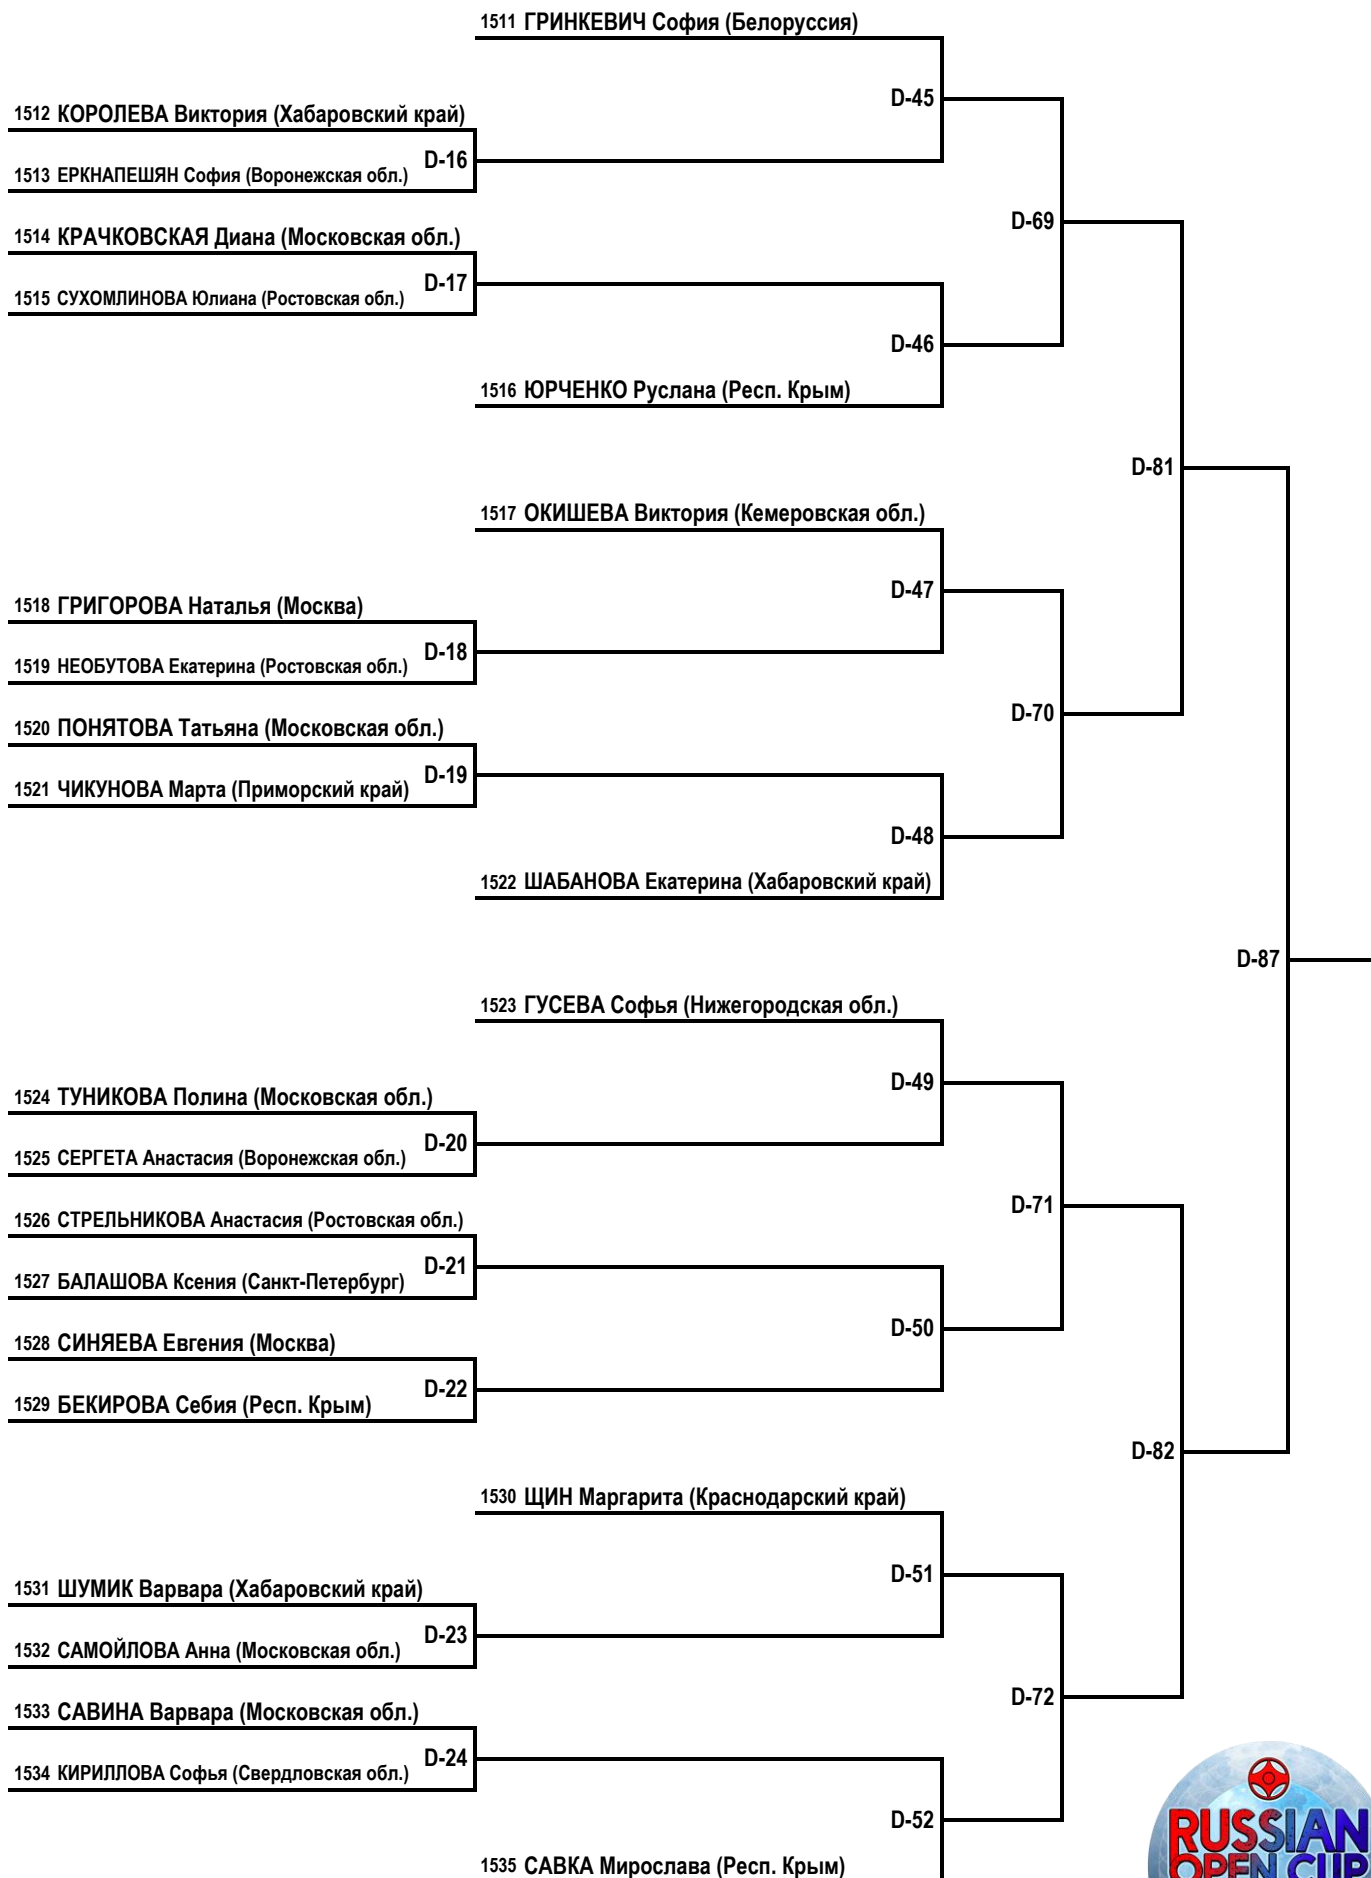 1511 ГРИНКЕВИЧ София (Белоруссия)
D-45
1512 КОРОЛЕВА Виктория (Хабаровский край)
D-16
1513 ЕРКНАПЕШЯН София (Воронежская обл.)
D-69
1514 КРАЧКОВСКАЯ Диана (Московская обл.)
D-17
1515 СУХОМЛИНОВА Юлиана (Ростовская обл.)
D-46
1516 ЮРЧЕНКО Руслана (Респ. Крым)
D-81
1517 ОКИШЕВА Виктория (Кемеровская обл.)
D-47
1518 ГРИГОРОВА Наталья (Москва)
D-18
1519 НЕОБУТОВА Екатерина (Ростовская обл.)
D-70
1520 ПОНЯТОВА Татьяна (Московская обл.)
D-19
1521 ЧИКУНОВА Марта (Приморский край)
D-48
1522 ШАБАНОВА Екатерина (Хабаровский край)
D-87
1523 ГУСЕВА Софья (Нижегородская обл.)
D-49
1524 ТУНИКОВА Полина (Московская обл.)
D-20
1525 СЕРГЕТА Анастасия (Воронежская обл.)
D-71
1526 СТРЕЛЬНИКОВА Анастасия (Ростовская обл.)
D-21
1527 БАЛАШОВА Ксения (Санкт-Петербург)
D-50
1528 СИНЯЕВА Евгения (Москва)
D-22
1529 БЕКИРОВА Себия (Респ. Крым)
D-82
1530 ЩИН Маргарита (Краснодарский край)
D-51
1531 ШУМИК Варвара (Хабаровский край)
D-23
1532 САМОЙЛОВА Анна (Московская обл.)
D-72
1533 САВИНА Варвара (Московская обл.)
D-24
1534 КИРИЛЛОВА Софья (Свердловская обл.)
D-52
1535 САВКА Мирослава (Респ. Крым)
RUSSIAN
OPEN CUP